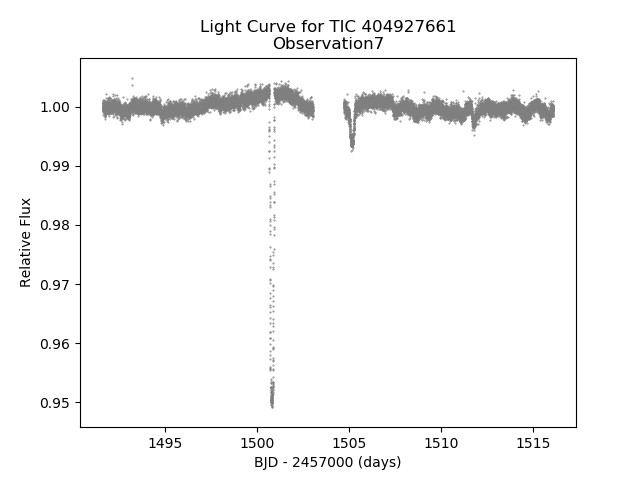 Light Curve for TIC 404927661
Observation7
1.00
0.99
0.98
0.97
0.96
0.95
Relative Flux
1495 1500 1505 1510 1515
BJD - 2457000 (days)